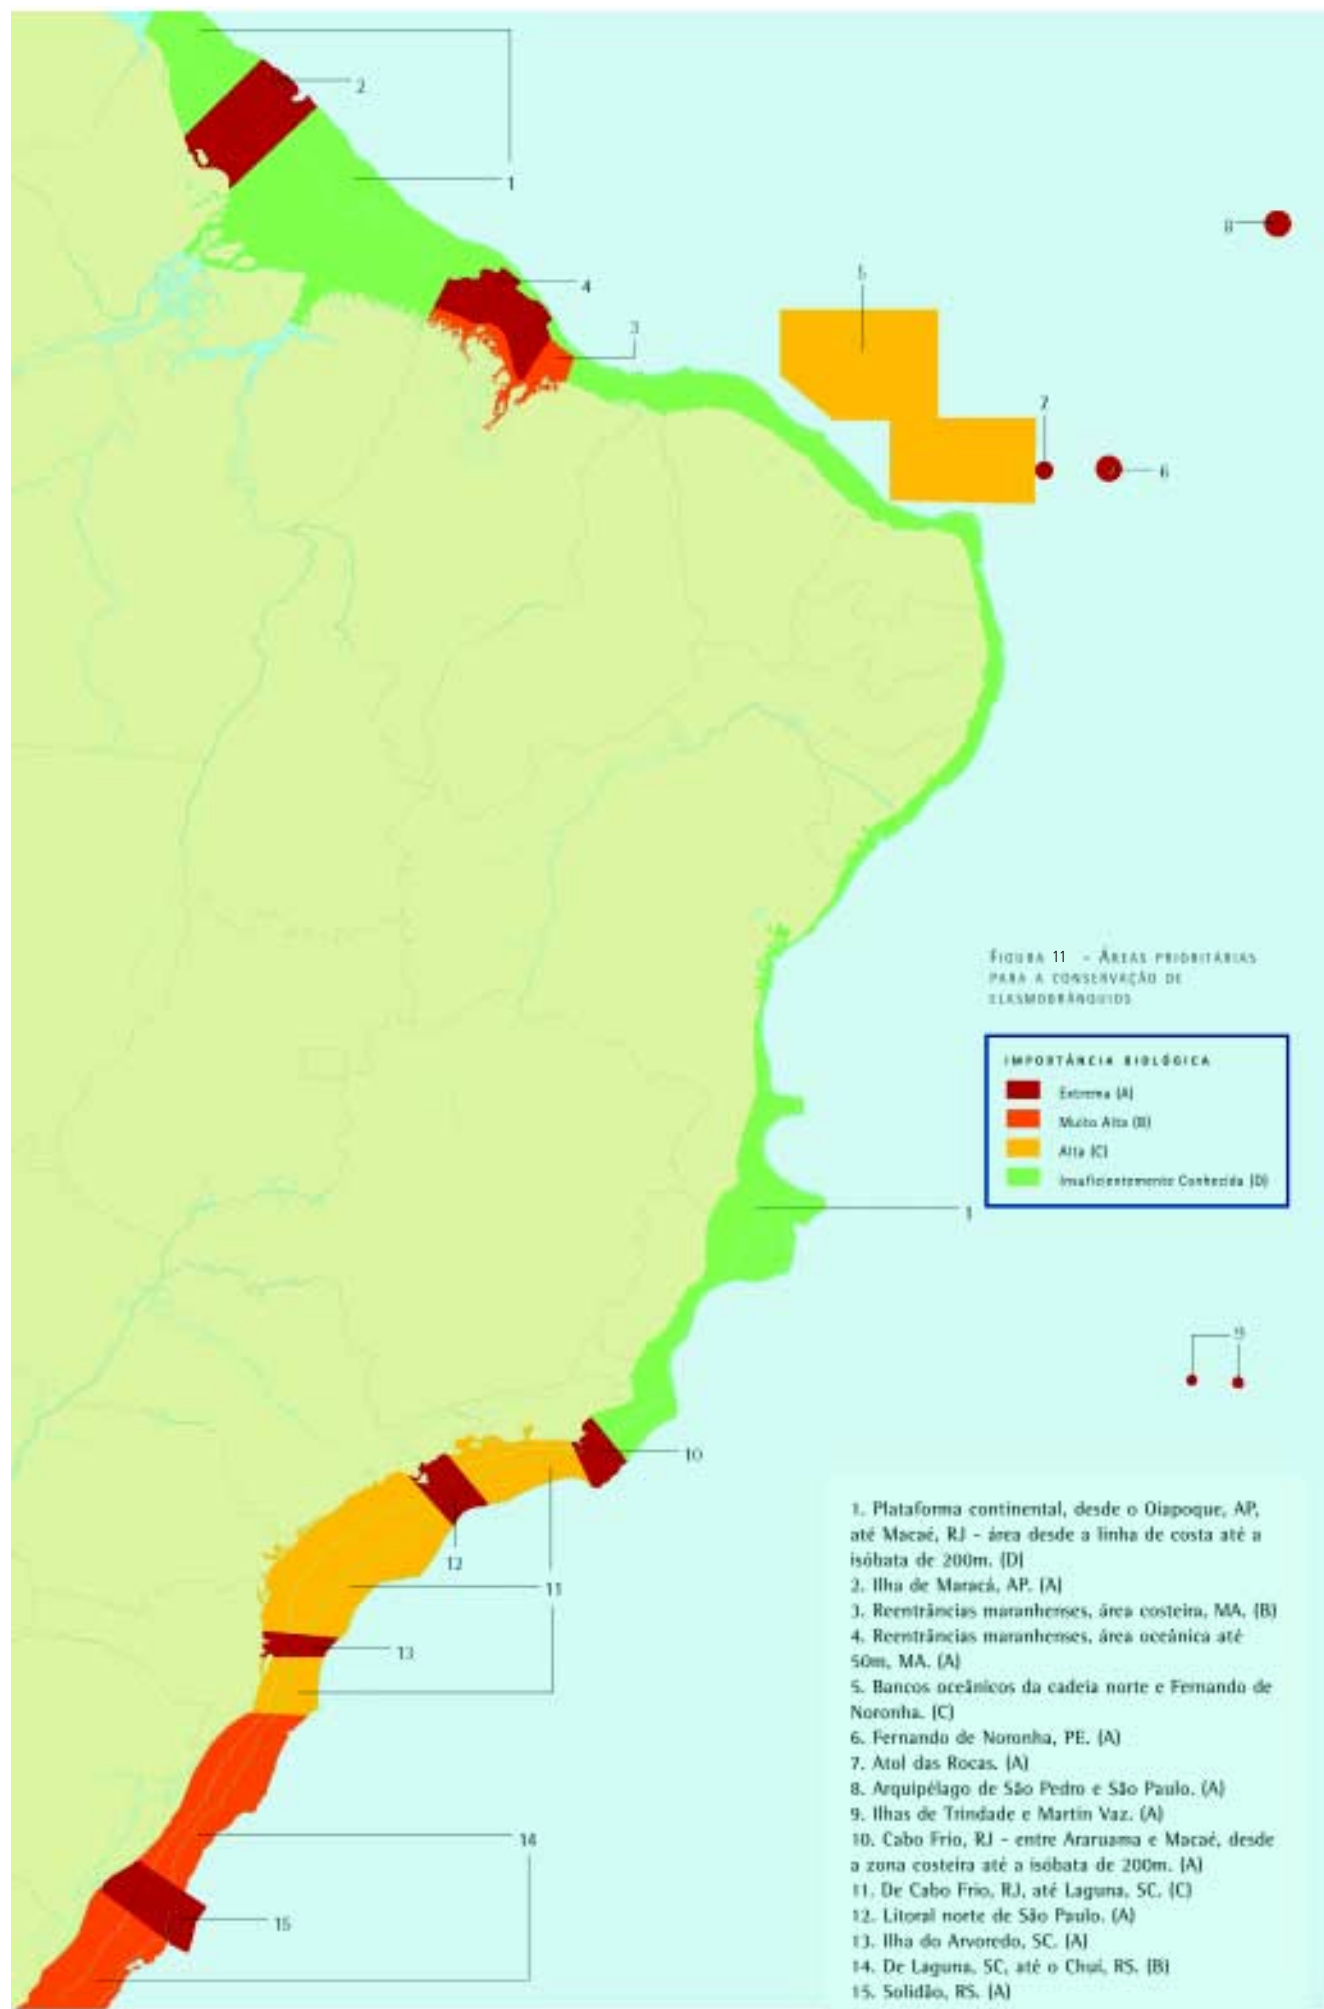 2
1
8
4
5
3
7
6
FIGURA 11 - ÁREAS PRIORITÁRIAS
PARA A CONSERVAÇÃO DE
ELASMOBRÂNQUIOS
IMPORTÂNCIA BIOLÓGICA
Extrema (A)
Muito Alta (B)
Alta (C)
Insuficientemente Conhecida (D)
1
9
10
12
11
13
14
15
1. Plataforma continental, desde o Oiapoque, AP,
até Macaé, RJ - área desde a linha de costa até a
isóbata de 200m. (D)
2. Ilha de Maracá, AP. (A)
3. Reentrâncias maranhenses, área costeira, MA. (B)
4. Reentrâncias maranhenses, área oceânica até
50m, MA. (A)
5. Bancos oceânicos da cadeia norte e Fernando de
Noronha. (C)
6. Fernando de Noronha, PE. (A)
7. Atol das Rocas. (A)
8. Arquipélago de São Pedro e São Paulo. (A)
9. Ilhas de Trindade e Martin Vaz. (A)
10. Cabo Frio, RJ - entre Araruama e Macaé, desde
a zona costeira até a isóbata de 200m. (A)
11. De Cabo Frio, RJ, até Laguna, SC. (C)
12. Litoral norte de São Paulo. (A)
13. Ilha do Arvoredo, SC. (A)
14. De Laguna, SC, até o Chuí, RS. (B)
15. Solidão, RS. (A)